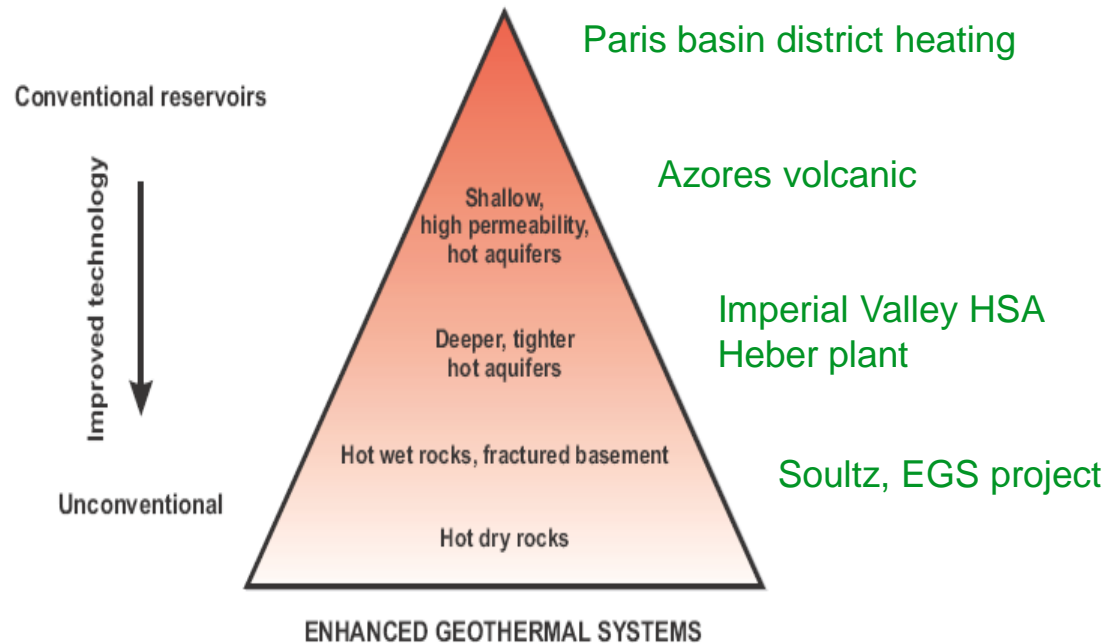 Paris basin district heating
Conventional reservoirs
Azores volcanic
Shallow,
high permeability,
hot aquifers
Improved technology
Imperial Valley HSA
Heber plant
Deeper, tighter
hot aquifers
Hot wet rocks, fractured basement
Soultz, EGS project
Unconventional
Hot dry rocks
ENHANCED GEOTHERMAL SYSTEMS